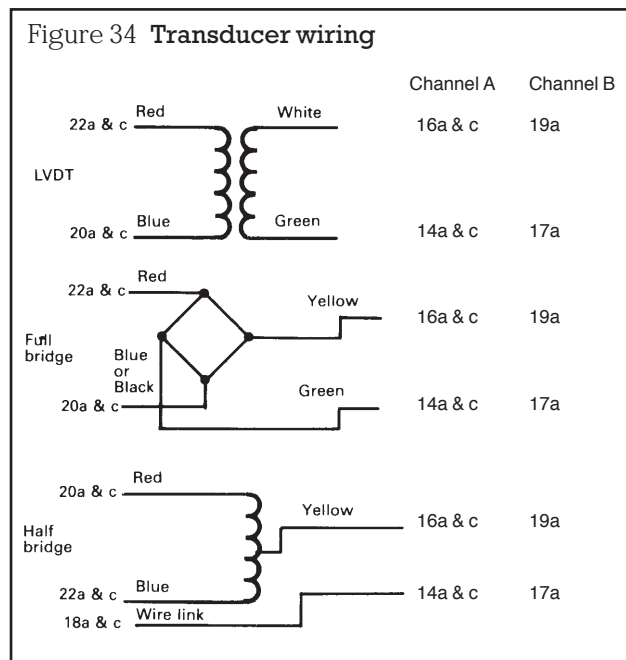 Figure 34 Transducer wiring
Channel A Channel B
22a & c Red White 16a & c 19a
LVDT
20a & c Blue Green 14a & c 17a
22a & c Red
Yellow 16a & c 19a
Full
bridge
Blue
or
Black
20a & c Green 14a & c 17a
20a & c Red
Yellow 16a & c 19a
Half
bridge
22a & c Blue 14a & c 17a
18a & c Wire link